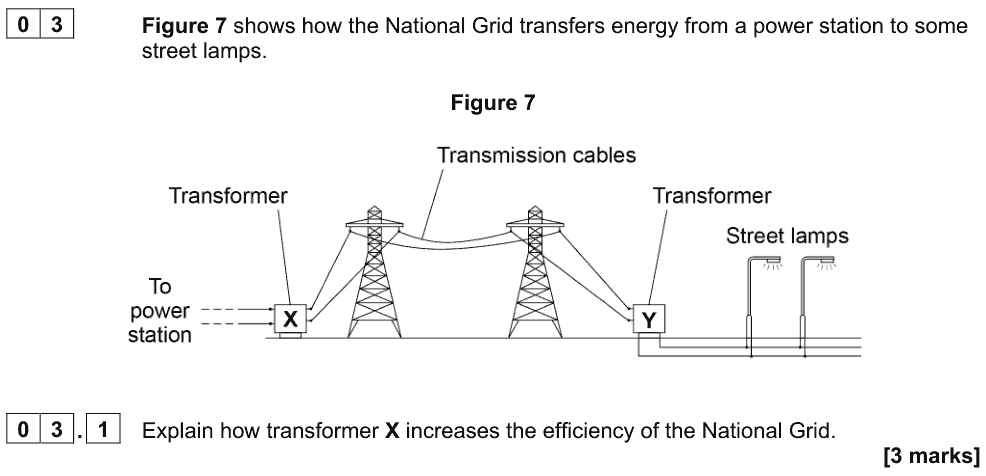 0 3 Figure 7 shows how the National Grid transfers energy from a power station to some
street lamps.
Figure 7
Transmission cables
Transformer
Transformer
Street lamps
To
power
station
X
Y
0 3 . 1 Explain how transformer X increases the efficiency of the National Grid.
[3 marks]